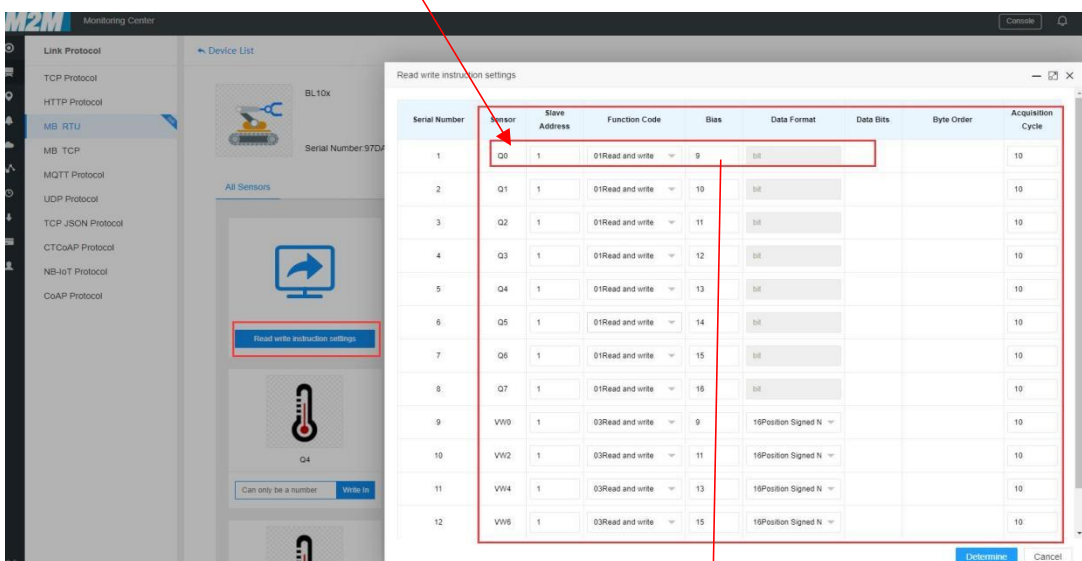 M2M Monitoring Center
Console
Link Protocol
TCP Protocol
HTTP Protocol
MB RTU
MB TCP
MQTT Protocol
UDP Protocol
TCP JSON Protocol
CTCoAP Protocol
NB-IoT Protocol
CoAP Protocol
Device List
BL10x
Serial Number:97DA
All Sensors
Read write instruction settings
Q4
Can only be a number Write In
Read write instruction settings
Serial Number Sensor Slave Address Function Code Bias Data Format Data Bits Byte Order Acquisition Cycle
1 Q0 1 01Read and write 9 bit 10
2 Q1 1 01Read and write 10 bit 10
3 Q2 1 01Read and write 11 bit 10
4 Q3 1 01Read and write 12 bit 10
5 Q4 1 01Read and write 13 bit 10
6 Q5 1 01Read and write 14 bit 10
7 Q6 1 01Read and write 15 bit 10
8 Q7 1 01Read and write 16 bit 10
9 VW0 1 03Read and write 9 16Position Signed N 10
10 VW2 1 03Read and write 11 16Position Signed N 10
11 VW4 1 03Read and write 13 16Position Signed N 10
12 VW6 1 03Read and write 15 16Position Signed N 10
Determine Cancel